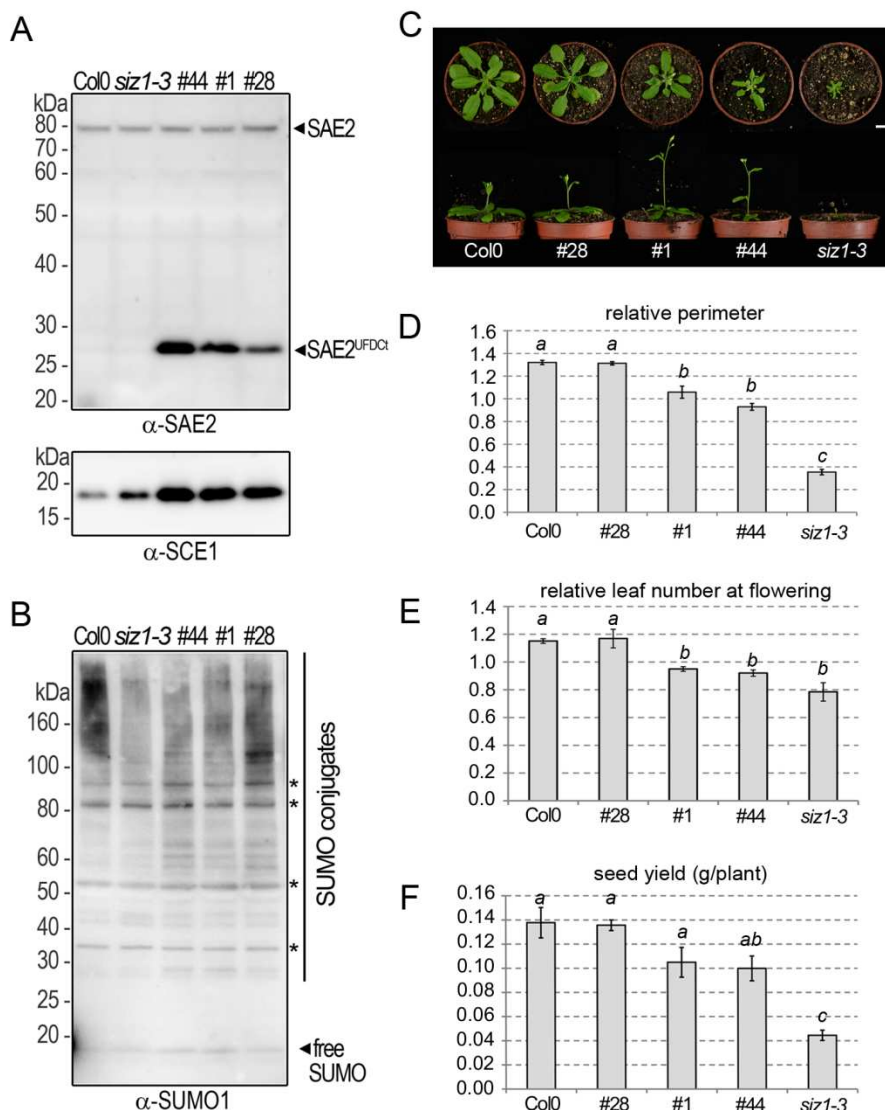 A
Col0 siz1-3 #44 #1 #28
kDa
80
70
60
50
40
30
25
20
SAE2
SAE2UFDCt
α-SAE2
kDa
20
15
α-SCE1
B
Col0 siz1-3 #44 #1 #28
kDa
160
100
80
60
50
40
30
25
20
*
*
*
*
SUMO conjugates
free
SUMO
α-SUMO1
C
Col0 #28 #1 #44 siz1-3
D
relative perimeter
1.6
1.4
1.2
1.0
0.8
0.6
0.4
0.2
0.0
a a b b c
Col0 #28 #1 #44 siz1-3
E
relative leaf number at flowering
1.4
1.2
1.0
0.8
0.6
0.4
0.2
0.0
a a b b b
Col0 #28 #1 #44 siz1-3
F
seed yield (g/plant)
0.16
0.14
0.12
0.10
0.08
0.06
0.04
0.02
0.00
a a a ab c
Col0 #28 #1 #44 siz1-3